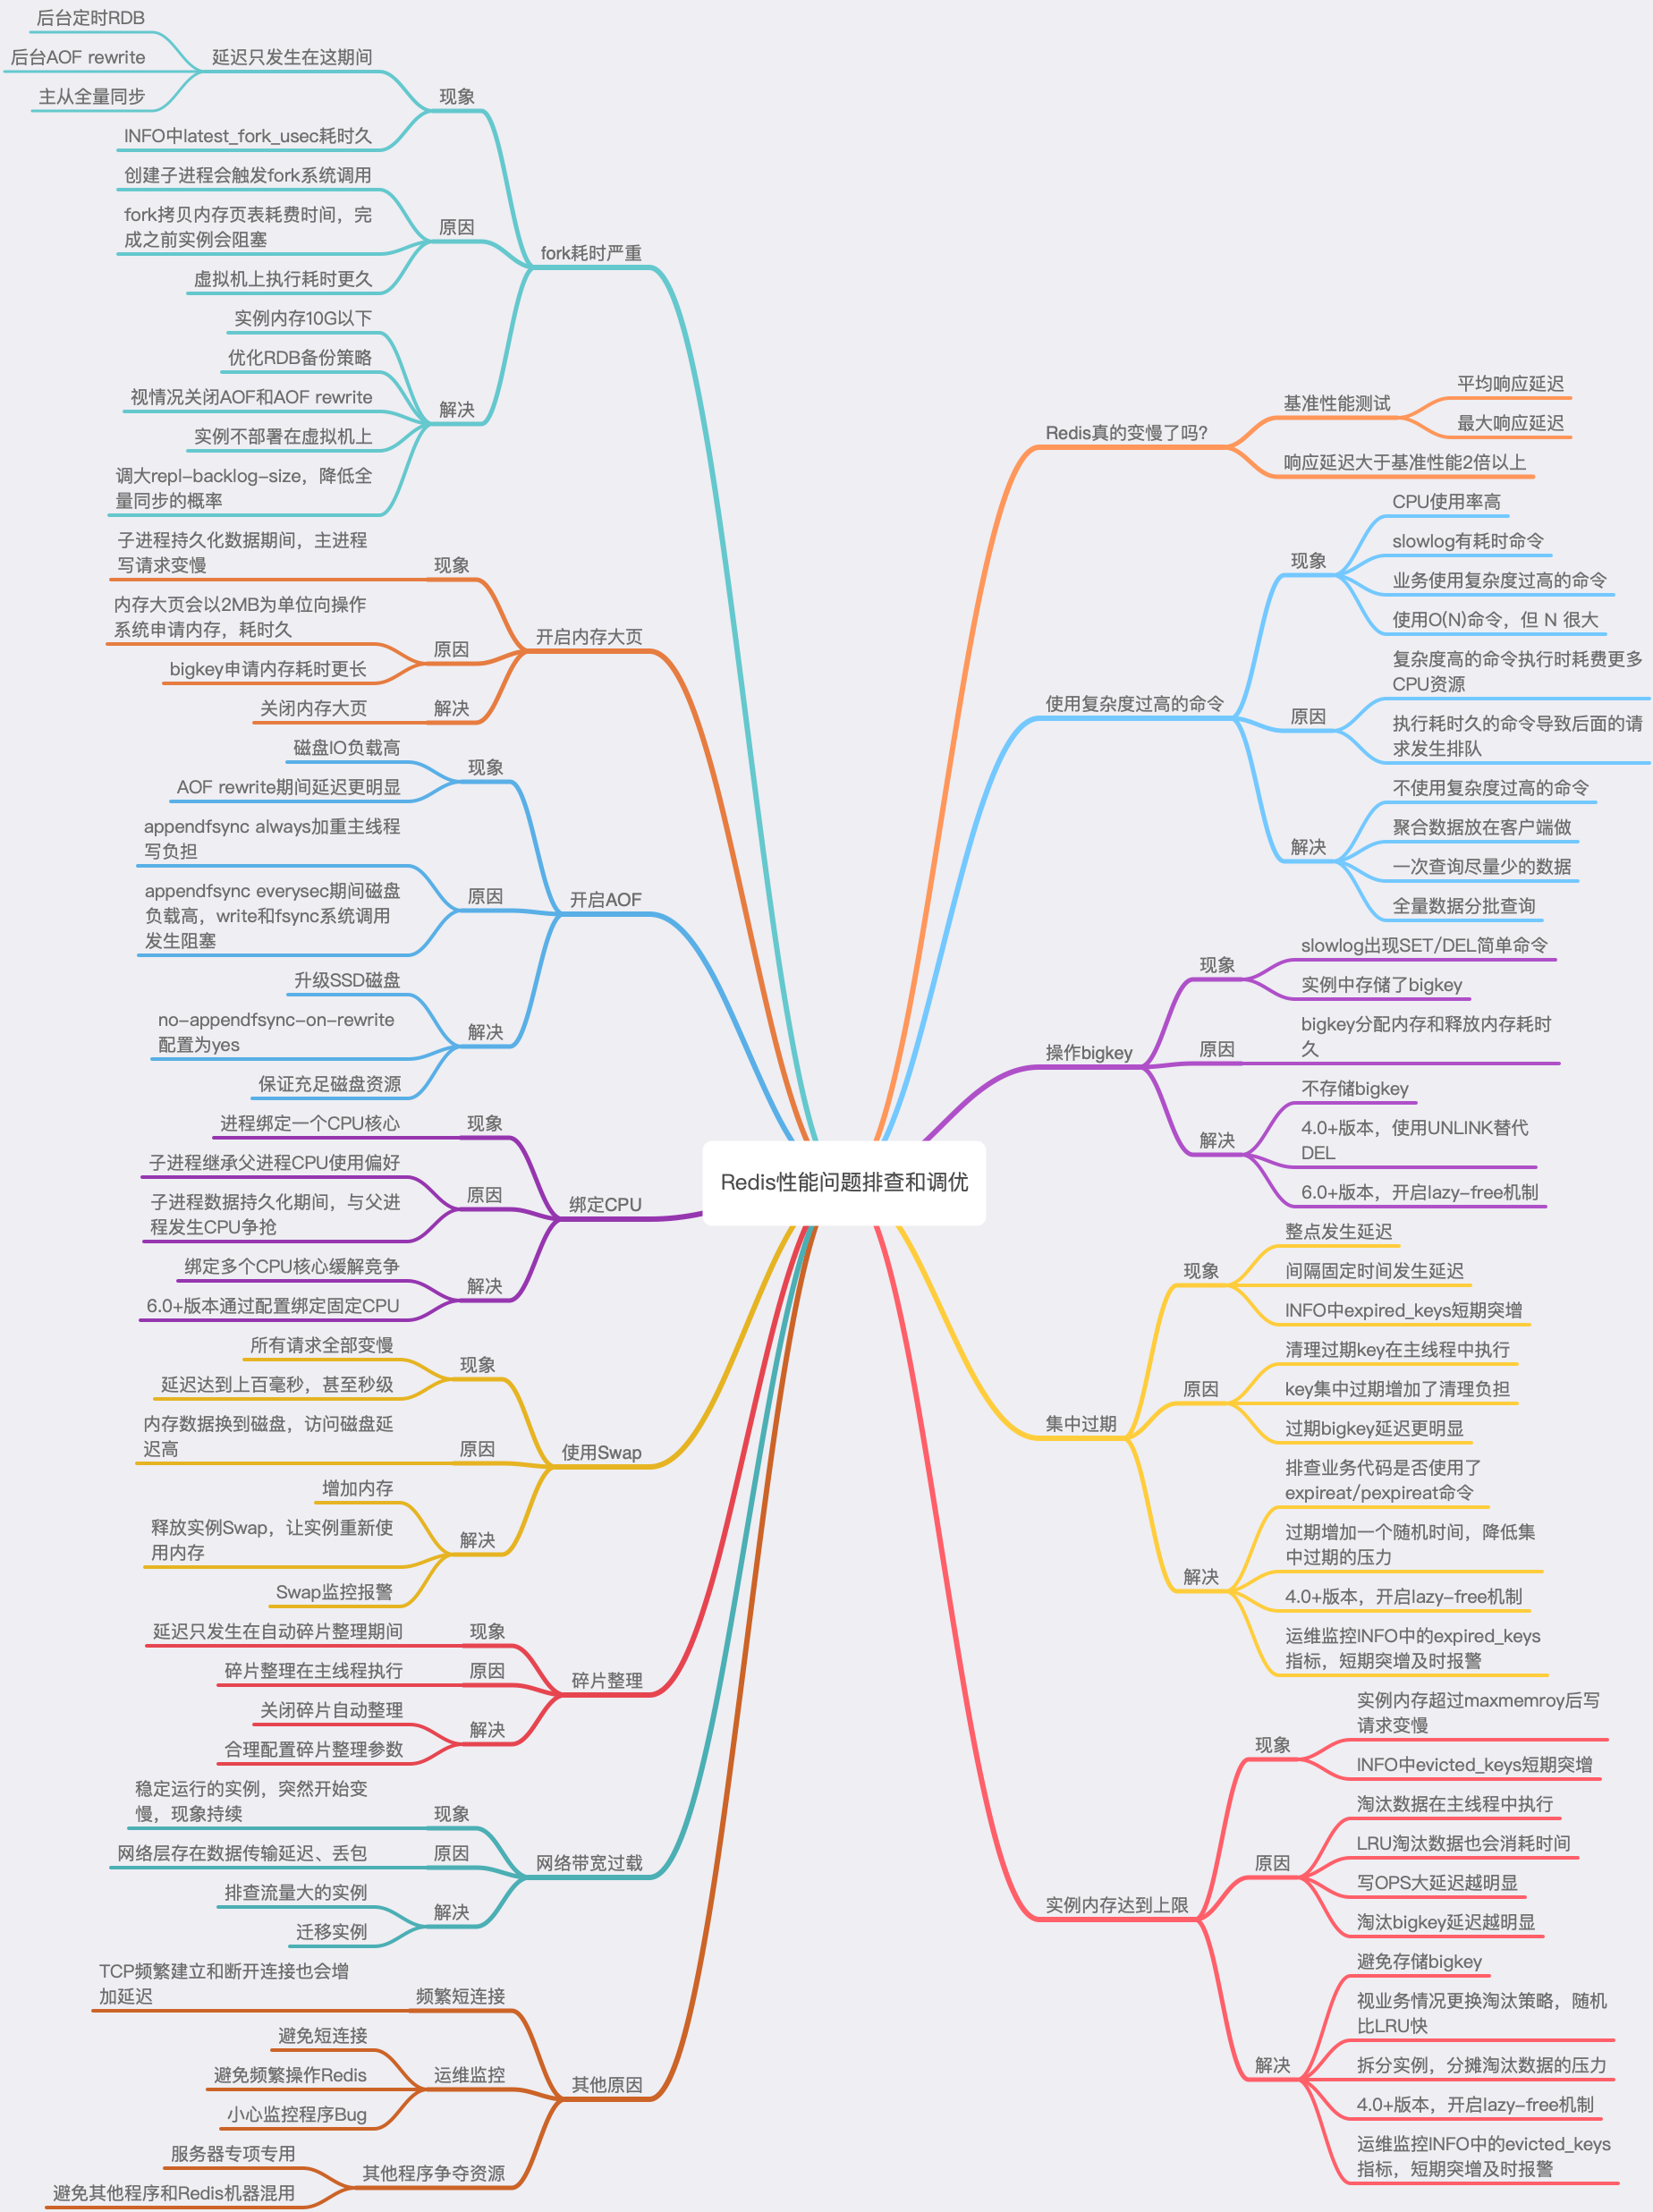 Redis性能问题排查和调优
Redis真的变慢了吗?
基准性能测试
平均响应延迟
最大响应延迟
响应延迟大于基准性能2倍以上
使用复杂度过高的命令
现象
CPU使用率高
slowlog有耗时命令
业务使用复杂度过高的命令
使用O(N)命令，但 N 很大
原因
复杂度高的命令执行时耗费更多
CPU资源
执行耗时久的命令导致后面的请
求发生排队
解决
不使用复杂度过高的命令
聚合数据放在客户端做
一次查询尽量少的数据
全量数据分批查询
操作bigkey
现象
slowlog出现SET/DEL简单命令
实例中存储了bigkey
原因
bigkey分配内存和释放内存耗时
久
解决
不存储bigkey
4.0+版本，使用UNLINK替代
DEL
6.0+版本，开启lazy-free机制
集中过期
现象
整点发生延迟
间隔固定时间发生延迟
INFO中expired_keys短期突增
原因
清理过期key在主线程中执行
key集中过期增加了清理负担
过期bigkey延迟更明显
解决
排查业务代码是否使用了
expireat/pexpireat命令
过期增加一个随机时间，降低集
中过期的压力
4.0+版本，开启lazy-free机制
运维监控INFO中的expired_keys
指标，短期突增及时报警
实例内存达到上限
现象
实例内存超过maxmemroy后写
请求变慢
INFO中evicted_keys短期突增
原因
淘汰数据在主线程中执行
LRU淘汰数据也会消耗时间
写OPS大延迟越明显
淘汰bigkey延迟越明显
解决
避免存储bigkey
视业务情况更换淘汰策略，随机
比LRU快
拆分实例，分摊淘汰数据的压力
4.0+版本，开启lazy-free机制
运维监控INFO中的evicted_keys
指标，短期突增及时报警
fork耗时严重
现象
延迟只发生在这期间
后台定时RDB
后台AOF rewrite
主从全量同步
INFO中latest_fork_usec耗时久
原因
创建子进程会触发fork系统调用
fork拷贝内存页表耗费时间，完
成之前实例会阻塞
虚拟机上执行耗时更久
解决
实例内存10G以下
优化RDB备份策略
视情况关闭AOF和AOF rewrite
实例不部署在虚拟机上
调大repl-backlog-size，降低全
量同步的概率
开启内存大页
现象
子进程持久化数据期间，主进程
写请求变慢
原因
内存大页会以2MB为单位向操作
系统申请内存，耗时久
bigkey申请内存耗时更长
解决
关闭内存大页
开启AOF
现象
磁盘IO负载高
AOF rewrite期间延迟更明显
原因
appendfsync always加重主线程
写负担
appendfsync everysec期间磁盘
负载高，write和fsync系统调用
发生阻塞
解决
升级SSD磁盘
no-appendfsync-on-rewrite
配置为yes
保证充足磁盘资源
绑定CPU
现象
进程绑定一个CPU核心
原因
子进程继承父进程CPU使用偏好
子进程数据持久化期间，与父进
程发生CPU争抢
解决
绑定多个CPU核心缓解竞争
6.0+版本通过配置绑定固定CPU
使用Swap
现象
所有请求全部变慢
延迟达到上百毫秒，甚至秒级
原因
内存数据换到磁盘，访问磁盘延
迟高
解决
增加内存
释放实例Swap，让实例重新使
用内存
Swap监控报警
碎片整理
现象
延迟只发生在自动碎片整理期间
原因
碎片整理在主线程执行
解决
关闭碎片自动整理
合理配置碎片整理参数
网络带宽过载
现象
稳定运行的实例，突然开始变
慢，现象持续
原因
网络层存在数据传输延迟、丢包
解决
排查流量大的实例
迁移实例
其他原因
频繁短连接
TCP频繁建立和断开连接也会增
加延迟
运维监控
避免短连接
避免频繁操作Redis
小心监控程序Bug
其他程序争夺资源
服务器专项专用
避免其他程序和Redis机器混用